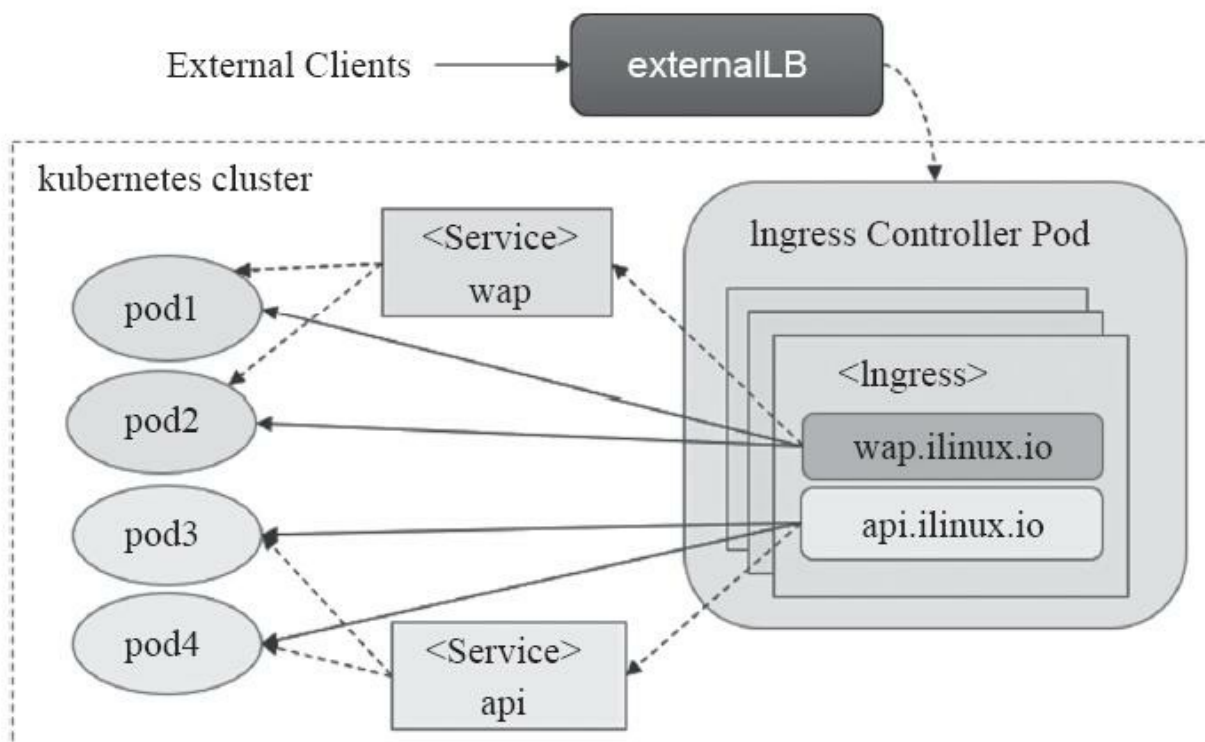 External Clients
externalLB
kubernetes cluster
<Service>
wap
lngress Controller Pod
pod1
<lngress>
pod2
wap.ilinux.io
pod3
api.ilinux.io
pod4
<Service>
api